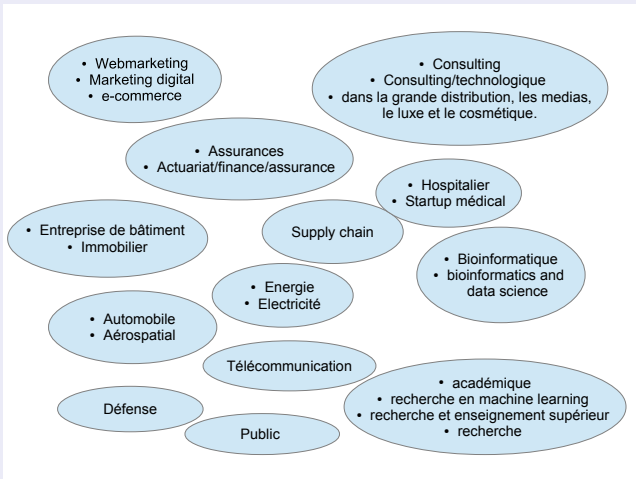 • Webmarketing
• Marketing digital
• e-commerce
• Consulting
• Consulting/technologique
• dans la grande distribution, les medias,
le luxe et le cosmétique.
• Assurances
• Actuariat/finance/assurance
• Hospitalier
• Startup médical
• Entreprise de bâtiment
• Immobilier
Supply chain
• Bioinformatique
• bioinformatics and
data science
• Energie
• Electricité
• Automobile
• Aérospatial
Télécommunication
• académique
• recherche en machine learning
• recherche et enseignement supérieur
• recherche
Défense
Public